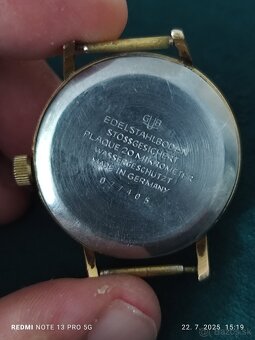 GUB
EDELSTAHLBODEN
STOSSGESICHERT
PLAQUE 20 MIKROMETER
WASSERGESCHÜTZT
MADE IN GERMANY
REDMI NOTE 13 PRO 5G
22. 7. 2025 15:19